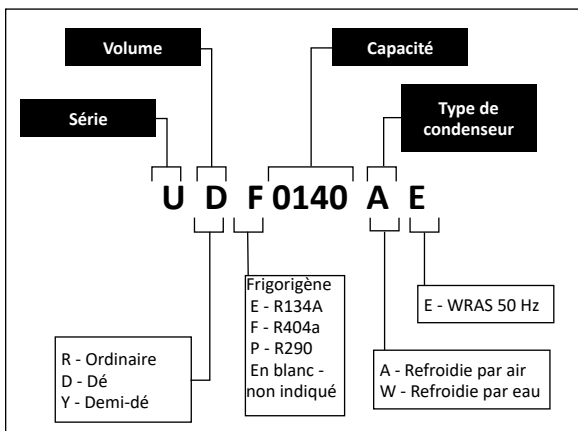 Volume
Capacité
Série
Type de
condenseur
U D F 0140 A E
Frigorigène
E - R134A
F - R404a
P - R290
En blanc -
non indiqué
E - WRAS 50 Hz
R - Ordinaire
D - Dé
Y - Demi-dé
A - Refroidie par air
W - Refroidie par eau